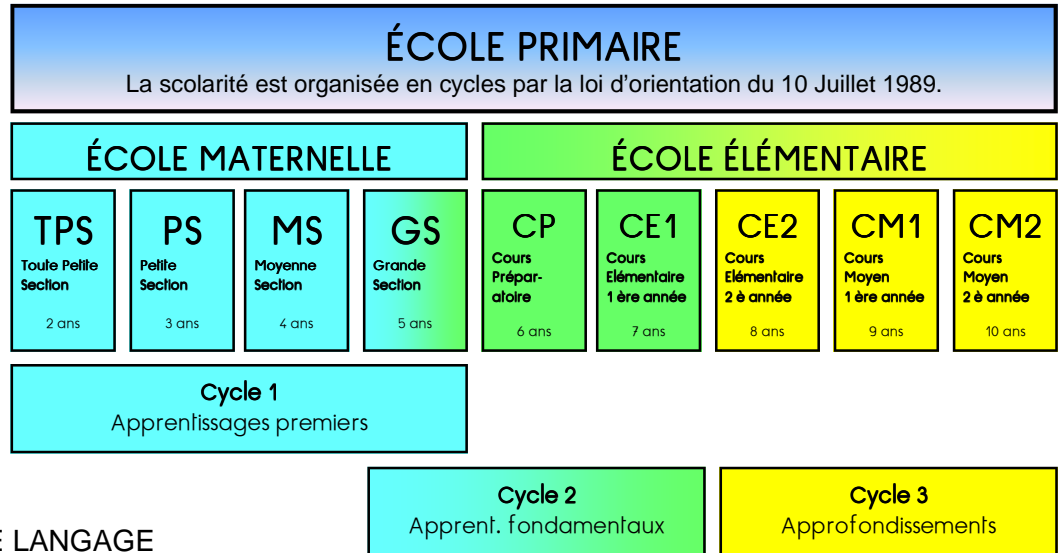 ÉCOLE PRIMAIRE
La scolarité est organisée en cycles par la loi d'orientation du 10 Juillet 1989.
ÉCOLE MATERNELLE
ÉCOLE ÉLÉMENTAIRE
TPS
Toute Petite
Section
2 ans
PS
Petite
Section
3 ans
MS
Moyenne
Section
4 ans
GS
Grande
Section
5 ans
CP
Cours
Prépar-
atoire
6 ans
CE1
Cours
Elémentaire
1 ère année
7 ans
CE2
Cours
Elémentaire
2 è année
8 ans
CM1
Cours
Moyen
1 ère année
9 ans
CM2
Cours
Moyen
2 è année
10 ans
Cycle 1
Apprentissages premiers
Cycle 2
Apprent. fondamentaux
Cycle 3
Approfondissements
E LANGAGE